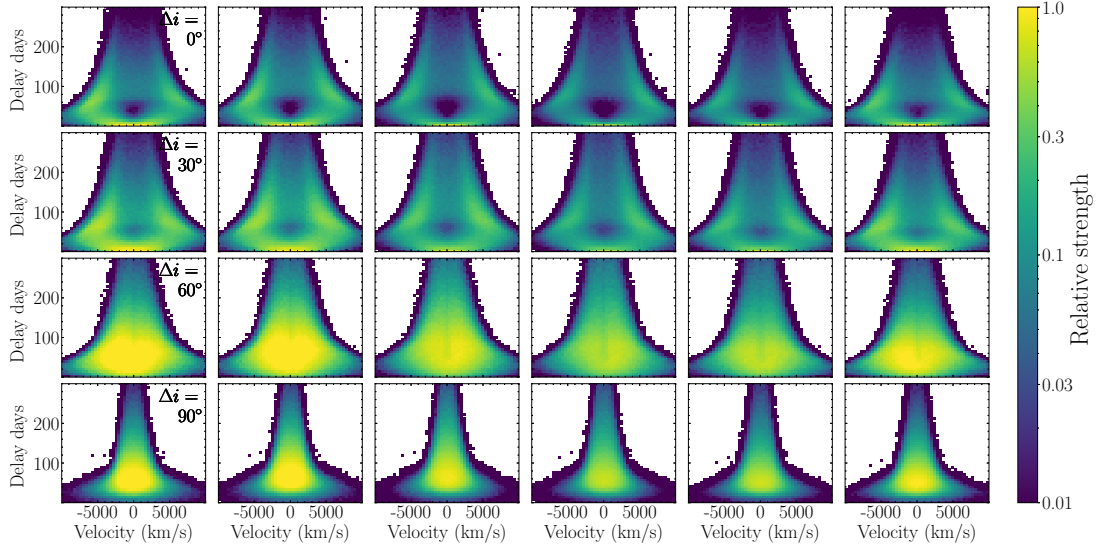 Δi =
0°
Delay days
200
100
1.0
Δi =
30°
Delay days
200
100
0.3
Relative strength
0.1
Δi =
60°
Delay days
200
100
0.03
Δi =
90°
Delay days
200
100
0.01
-5000 0 5000 -5000 0 5000 -5000 0 5000 -5000 0 5000 -5000 0 5000 -5000 0 5000
Velocity (km/s) Velocity (km/s) Velocity (km/s) Velocity (km/s) Velocity (km/s) Velocity (km/s)